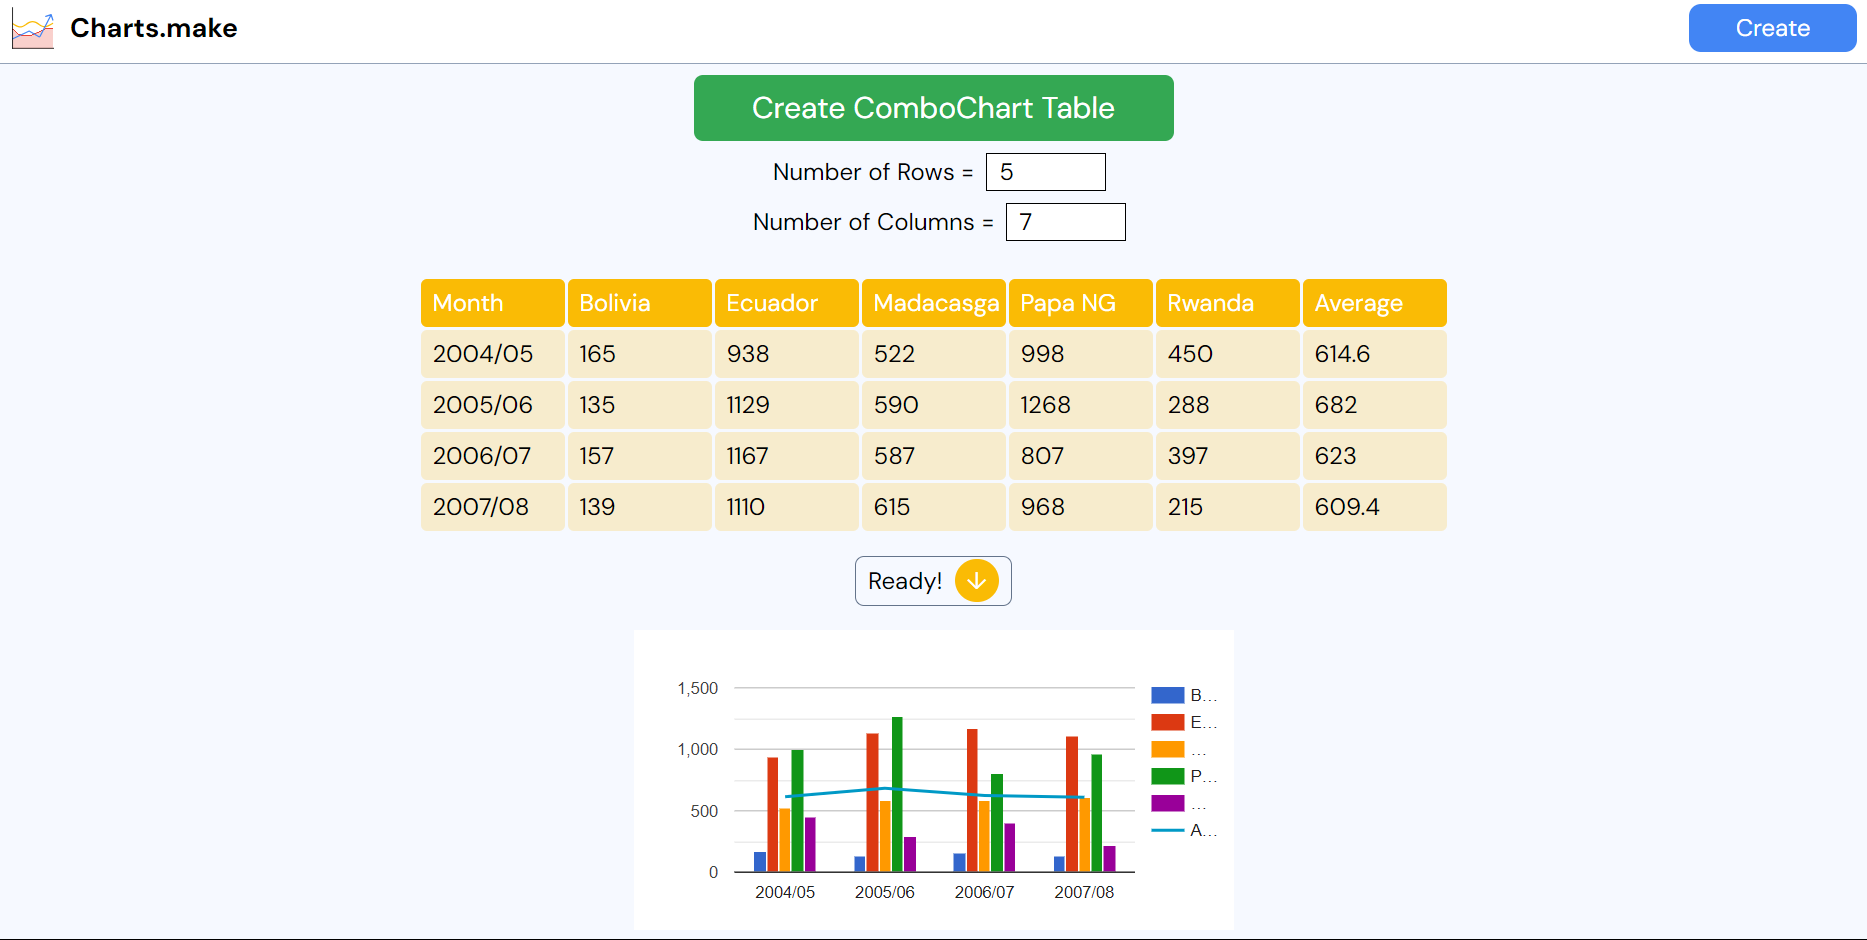 Charts.make
Create
Create ComboChart Table
Number of Rows = 5
Number of Columns = 7
Month Bolivia Ecuador Madacasga Papa NG Rwanda Average
2004/05 165 938 522 998 450 614.6
2005/06 135 1129 590 1268 288 682
2006/07 157 1167 587 807 397 623
2007/08 139 1110 615 968 215 609.4
Ready!
1,500
1,000
500
0
2004/05 2005/06 2006/07 2007/08
B...
E...
...
P...
...
A...